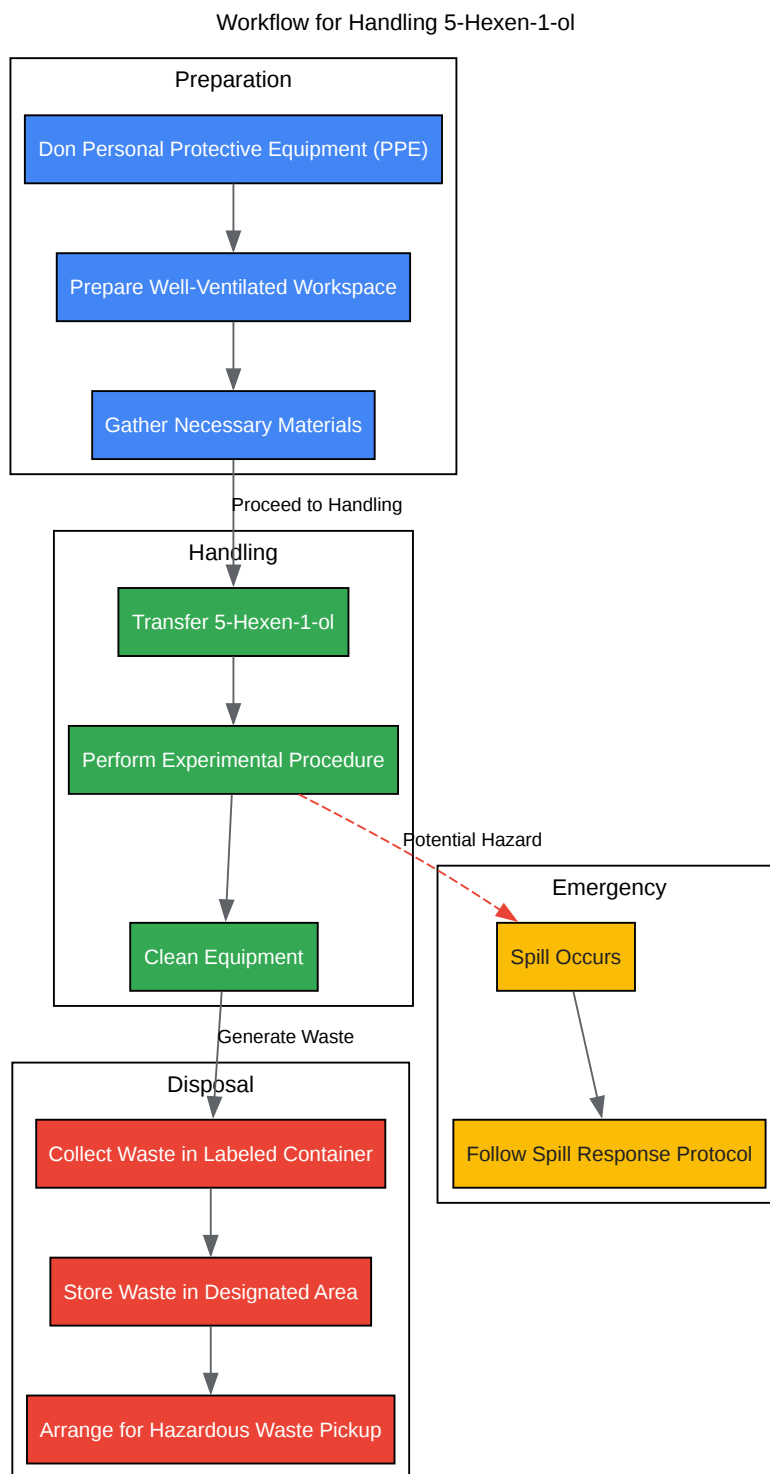 Workflow for Handling 5-Hexen-1-ol
Preparation
Don Personal Protective Equipment (PPE)
Prepare Well-Ventilated Workspace
Gather Necessary Materials
Proceed to Handling
Handling
Transfer 5-Hexen-1-ol
Perform Experimental Procedure
Potential Hazard
Clean Equipment
Generate Waste
Emergency
Spill Occurs
Follow Spill Response Protocol
Disposal
Collect Waste in Labeled Container
Store Waste in Designated Area
Arrange for Hazardous Waste Pickup